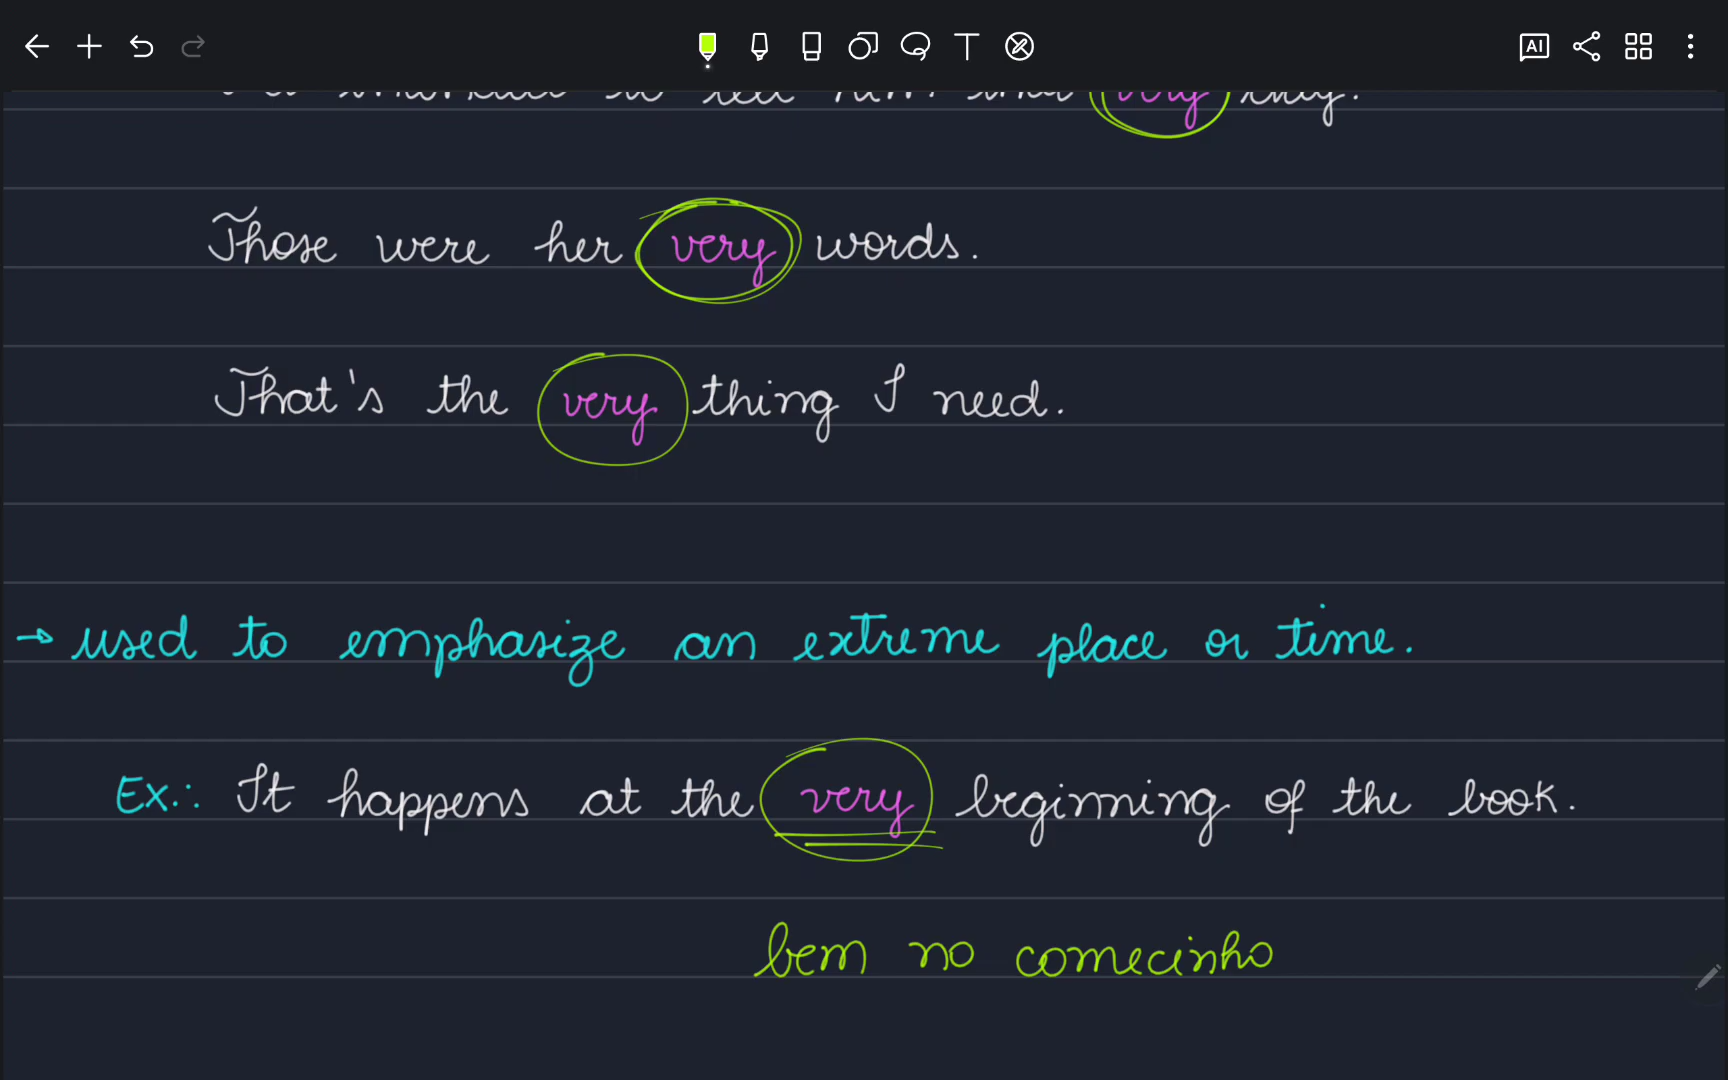 very
Those were her very words.
That's the very thing I need.
→ used to emphasize an extreme place or time.
Ex.: It happens at the very beginning of the book.
bem no comecinho